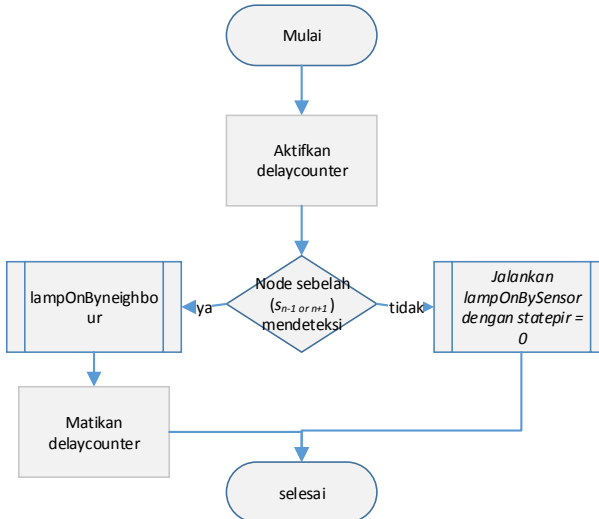 Mulai
Aktifkan
delaycounter
Node sebelah
(sn-1 or n+1)
mendeteksi
ya
tidak
lampOnByneighbo
ur
Jalankan
lampOnBySensor
dengan statepir =
0
Matikan
delaycounter
selesai